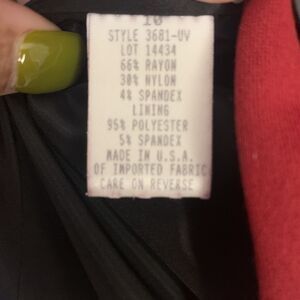 10
STYLE 3681-UV
LOT 14434
66% RAYON
30% NYLON
4% SPANDEX
LINING
95% POLYESTER
5% SPANDEX
MADE IN U.S.A.
OF IMPORTED FABRIC
CARE ON REVERSE